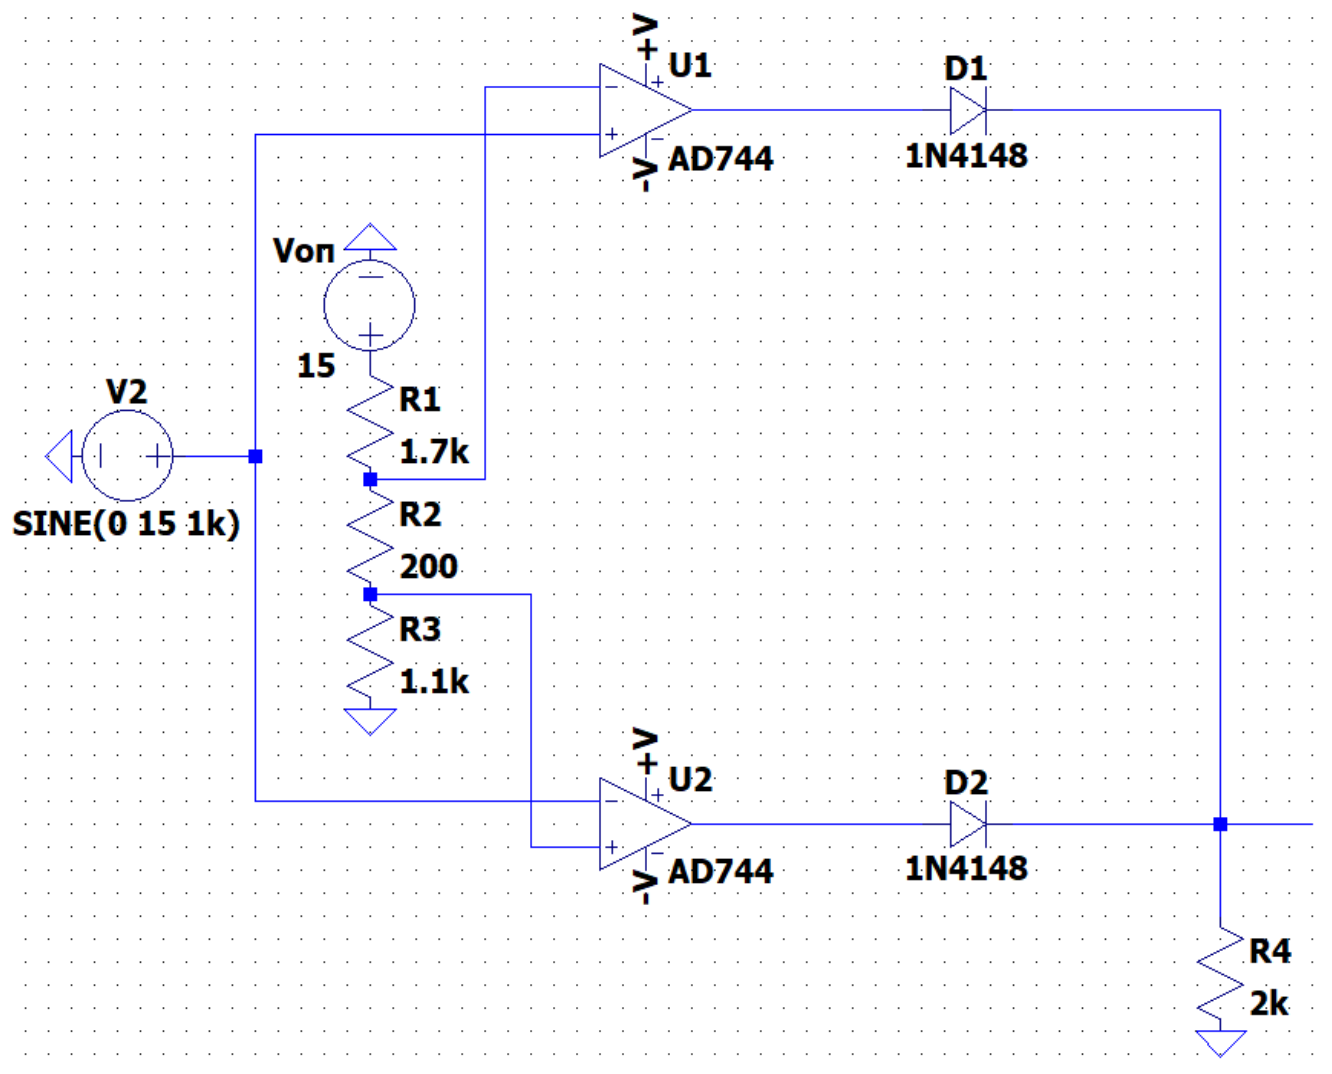 +V
U1
-V
AD744
D1
1N4148
Vоп
15
R1
1.7k
V2
SINE(0 15 1k)
R2
200
R3
1.1k
+V
U2
-V
AD744
D2
1N4148
R4
2k